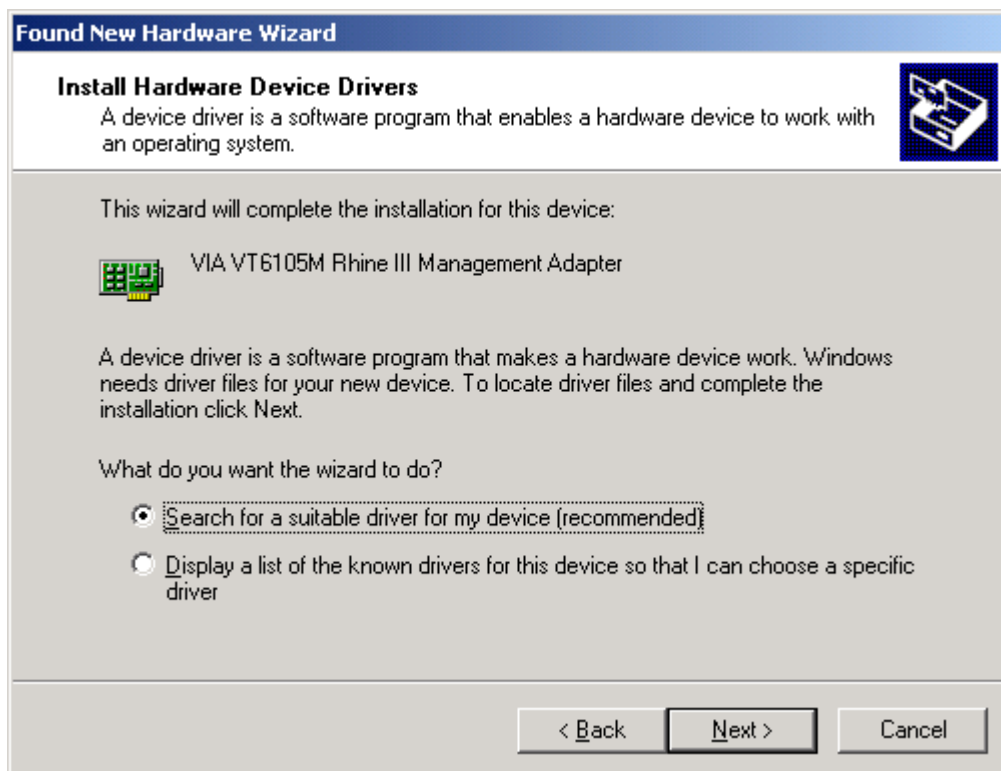 Found New Hardware Wizard
Install Hardware Device Drivers
A device driver is a software program that enables a hardware device to work with
an operating system.
This wizard will complete the installation for this device:
VIA VT6105M Rhine III Management Adapter
A device driver is a software program that makes a hardware device work. Windows
needs driver files for your new device. To locate driver files and complete the
installation click Next.
What do you want the wizard to do?
Search for a suitable driver for my device (recommended)
Display a list of the known drivers for this device so that I can choose a specific
driver
< Back
Next >
Cancel